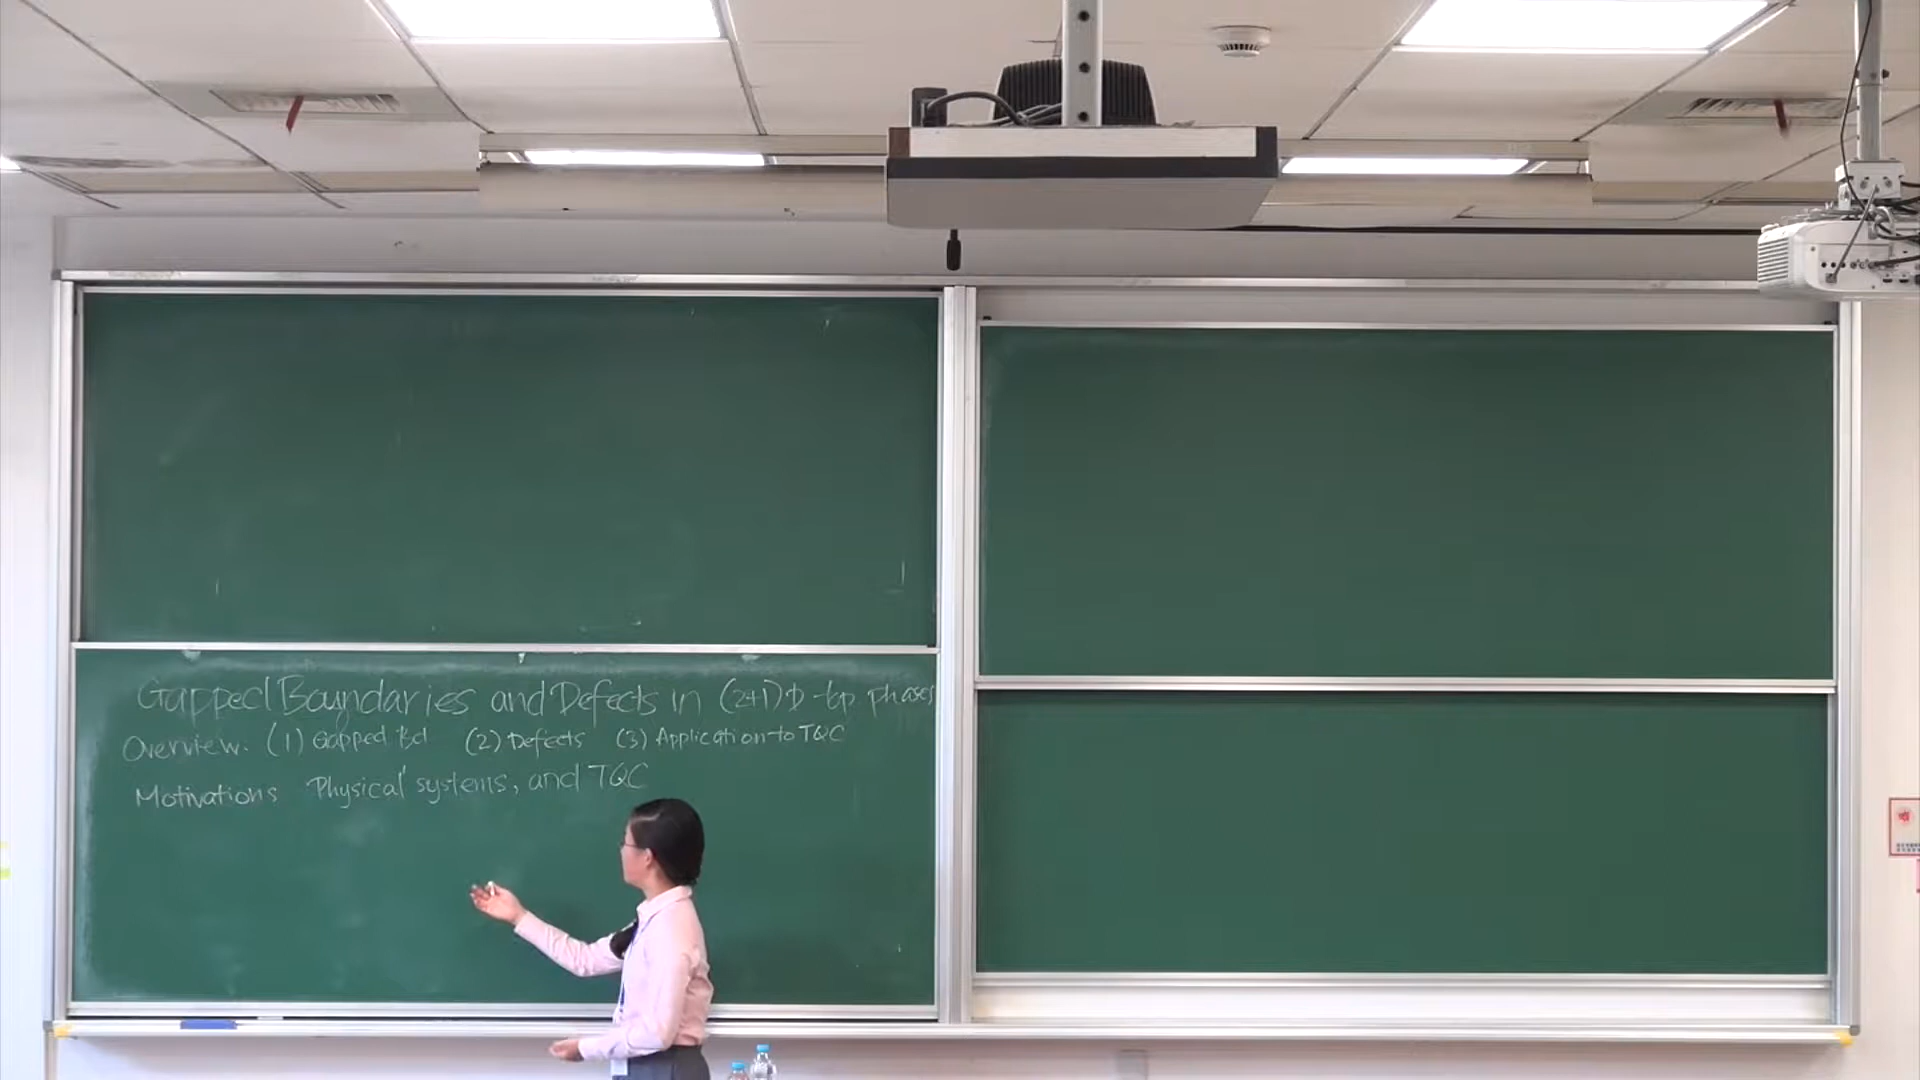 Gapped Boundaries and Defects in (2+1)D top phases
Overview: (1) Gapped Bd (2) Defects (3) Application to TQC
Motivations Physical systems, and TQC